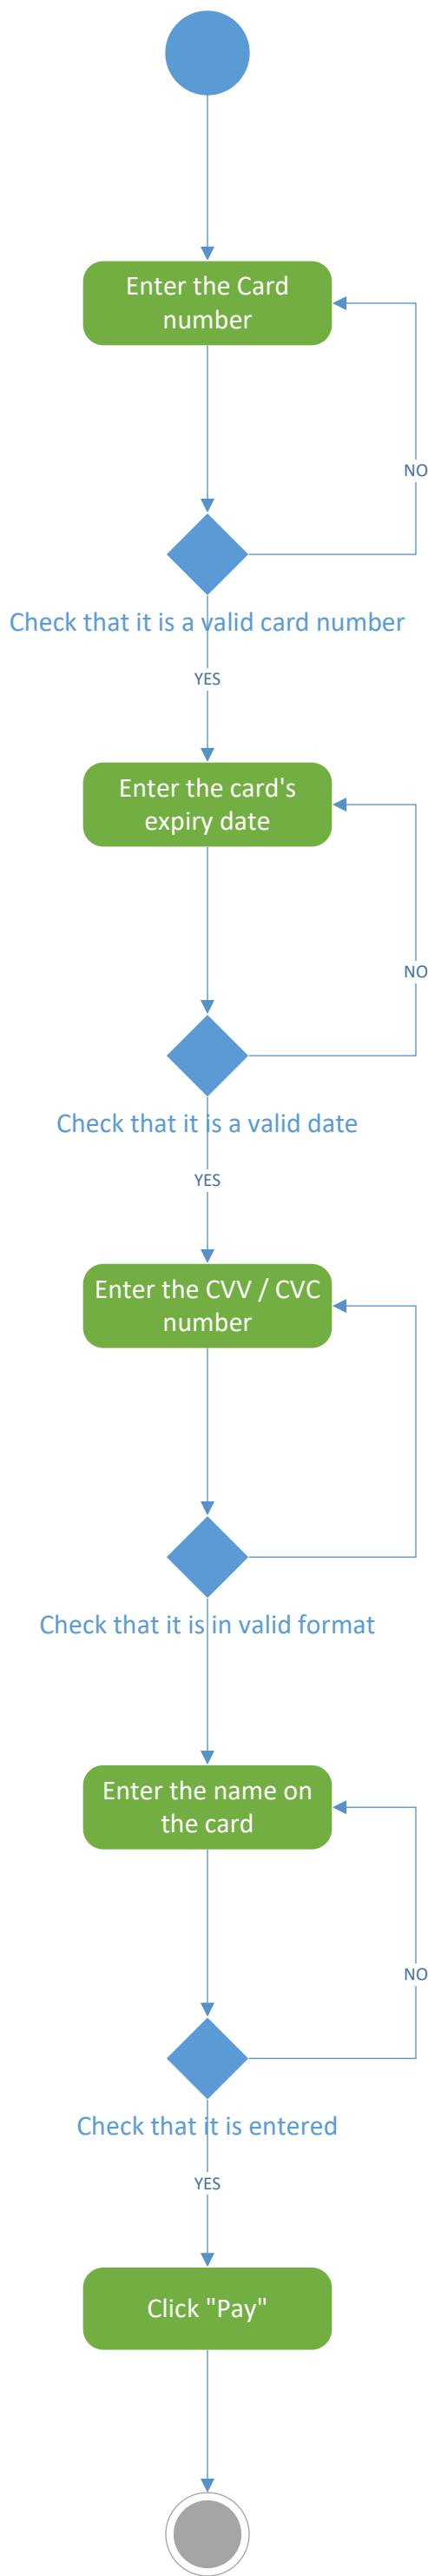 Enter the Card
number
NO
Check that it is a valid card number
YES
Enter the card's
expiry date
NO
Check that it is a valid date
YES
Enter the CVV / CVC
number
Check that it is in valid format
Enter the name on
the card
NO
Check that it is entered
YES
Click "Pay"